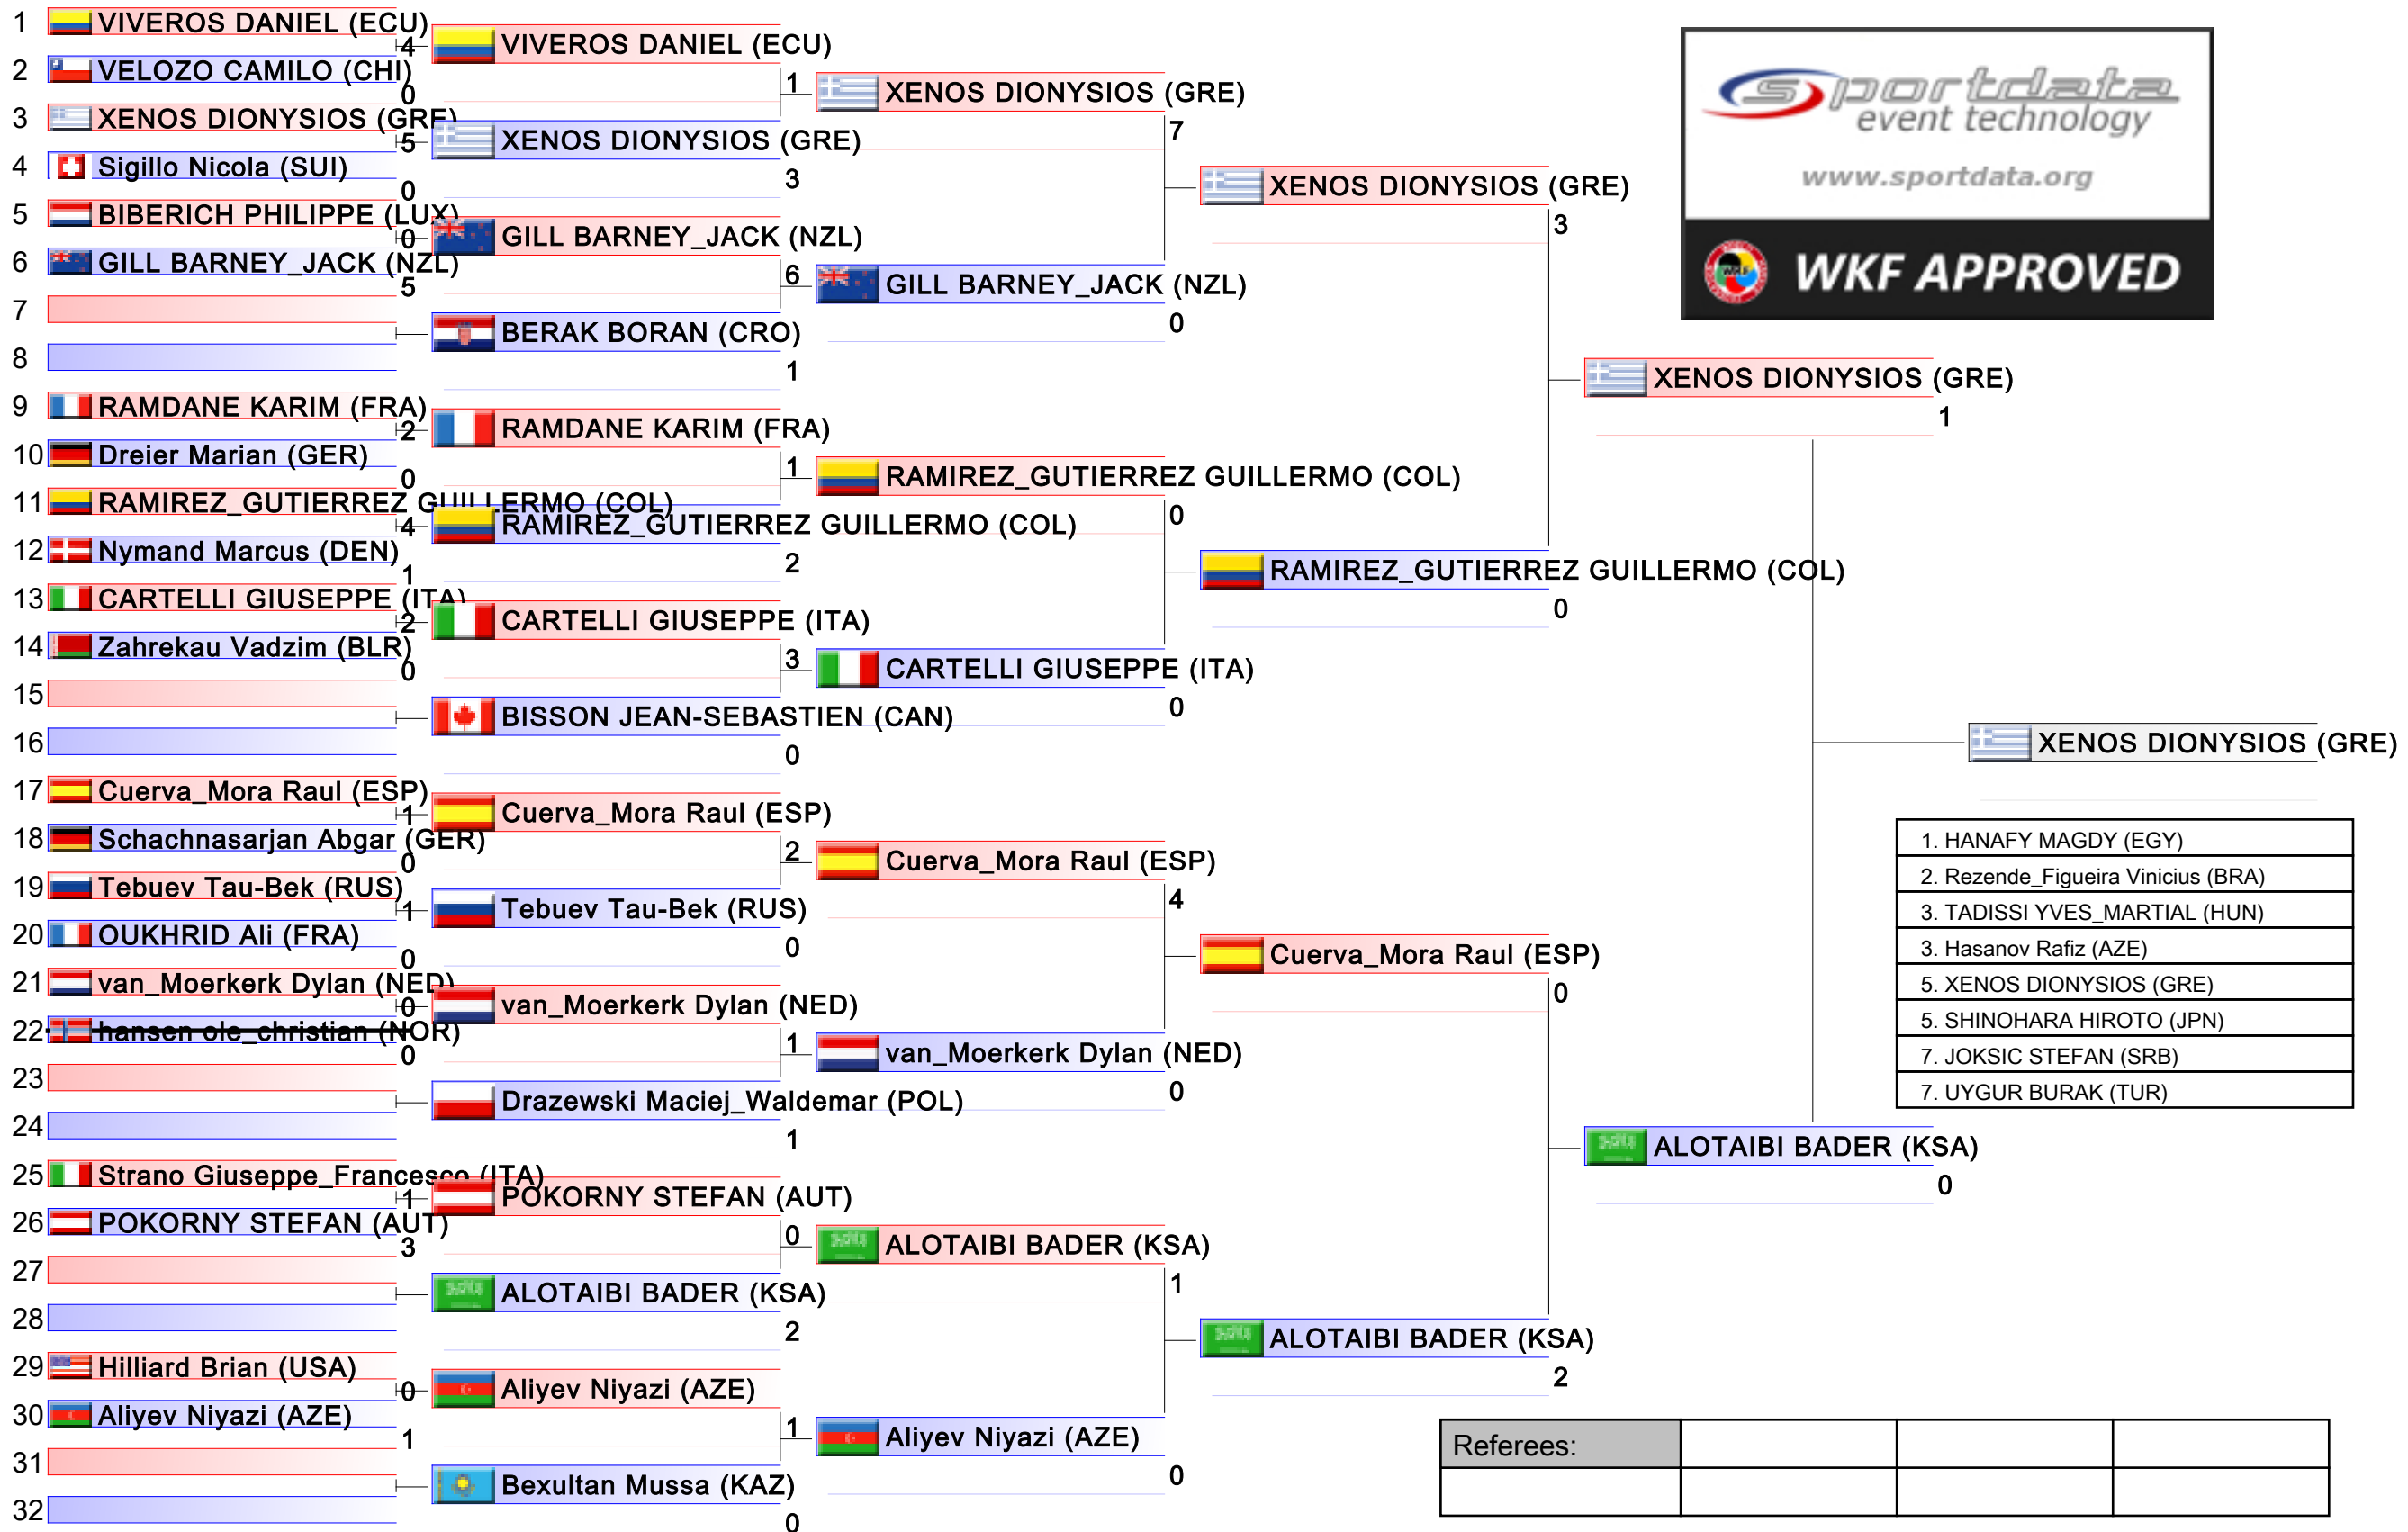 1 VIVEROS DANIEL (ECU)
4
2 VELOZO CAMILO (CHI)
0
3 XENOS DIONYSIOS (GRE)
5
4 Sigillo Nicola (SUI)
0
5 BIBERICH PHILIPPE (LUX)
0
6 GILL BARNEY_JACK (NZL)
5
7
8
9 RAMDANE KARIM (FRA)
2
10 Dreier Marian (GER)
0
11 RAMIREZ_GUTIERREZ GUILLERMO (COL)
4
12 Nymand Marcus (DEN)
1
13 CARTELLI GIUSEPPE (ITA)
2
14 Zahrekau Vadzim (BLR)
0
15
16
17 Cuerva_Mora Raul (ESP)
1
18 Schachnasarjan Abgar (GER)
0
19 Tebuev Tau-Bek (RUS)
1
20 OUKHRID Ali (FRA)
0
21 van_Moerkerk Dylan (NED)
0
22 hansen ole_christian (NOR)
0
23
24
25 Strano Giuseppe_Francesco (ITA)
1
26 POKORNY STEFAN (AUT)
3
27
28
29 Hilliard Brian (USA)
0
30 Aliyev Niyazi (AZE)
1
31
32
VIVEROS DANIEL (ECU)
1
XENOS DIONYSIOS (GRE)
3
GILL BARNEY_JACK (NZL)
6
BERAK BORAN (CRO)
1
RAMDANE KARIM (FRA)
1
RAMIREZ_GUTIERREZ GUILLERMO (COL)
2
CARTELLI GIUSEPPE (ITA)
3
BISSON JEAN-SEBASTIEN (CAN)
0
Cuerva_Mora Raul (ESP)
2
Tebuev Tau-Bek (RUS)
0
van_Moerkerk Dylan (NED)
1
Drazewski Maciej_Waldemar (POL)
1
POKORNY STEFAN (AUT)
0
ALOTAIBI BADER (KSA)
2
Aliyev Niyazi (AZE)
1
Bexultan Mussa (KAZ)
0
XENOS DIONYSIOS (GRE)
7
GILL BARNEY_JACK (NZL)
0
RAMIREZ_GUTIERREZ GUILLERMO (COL)
0
CARTELLI GIUSEPPE (ITA)
0
Cuerva_Mora Raul (ESP)
4
van_Moerkerk Dylan (NED)
0
ALOTAIBI BADER (KSA)
1
Aliyev Niyazi (AZE)
0
XENOS DIONYSIOS (GRE)
3
RAMIREZ_GUTIERREZ GUILLERMO (COL)
0
Cuerva_Mora Raul (ESP)
0
ALOTAIBI BADER (KSA)
2
XENOS DIONYSIOS (GRE)
1
ALOTAIBI BADER (KSA)
0
XENOS DIONYSIOS (GRE)
sportdata
event technology
www.sportdata.org
WKF
WKF APPROVED
1. HANAFY MAGDY (EGY)
2. Rezende_Figueira Vinicius (BRA)
3. TADISSI YVES_MARTIAL (HUN)
3. Hasanov Rafiz (AZE)
5. XENOS DIONYSIOS (GRE)
5. SHINOHARA HIROTO (JPN)
7. JOKSIC STEFAN (SRB)
7. UYGUR BURAK (TUR)
Referees: